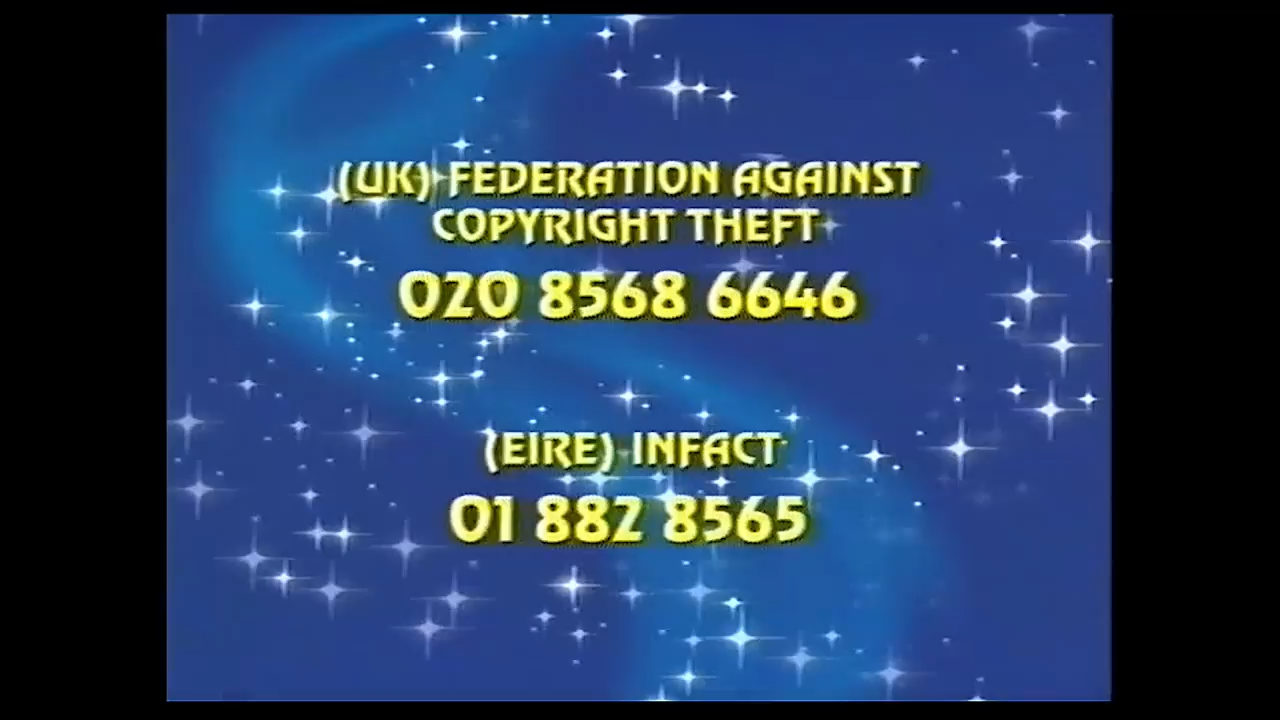 (UK) FEDERATION AGAINST
COPYRIGHT THEFT
020 8568 6646
(EIRE) INFACT
01 882 8565